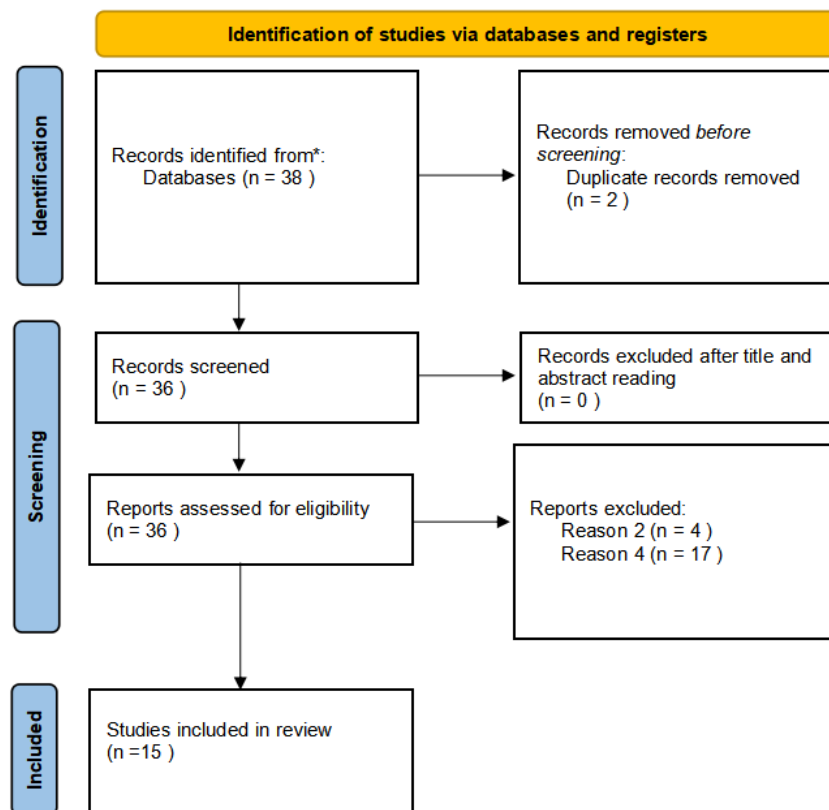 Identification of studies via databases and registers
Identification
Records identified from*:
Databases (n = 38 )
Records removed before
screening:
Duplicate records removed
(n = 2 )
Screening
Records screened
(n = 36 )
Records excluded after title and
abstract reading
(n = 0 )
Reports assessed for eligibility
(n = 36 )
Reports excluded:
Reason 2 (n = 4 )
Reason 4 (n = 17 )
Included
Studies included in review
(n =15 )